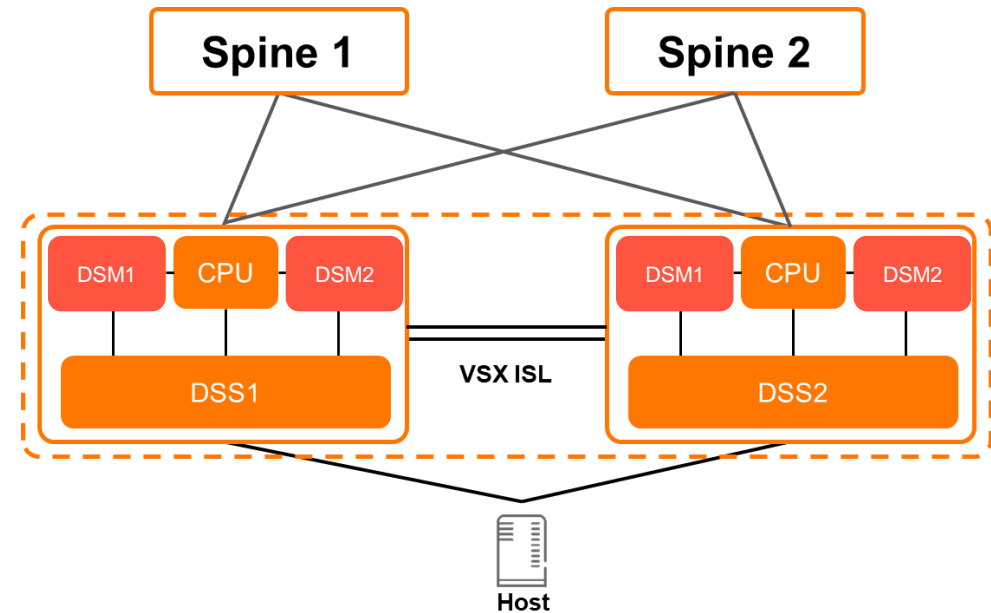 Spine 1
Spine 2
DSM1
CPU
DSM2
DSS1
VSX ISL
DSM1
CPU
DSM2
DSS2
Host